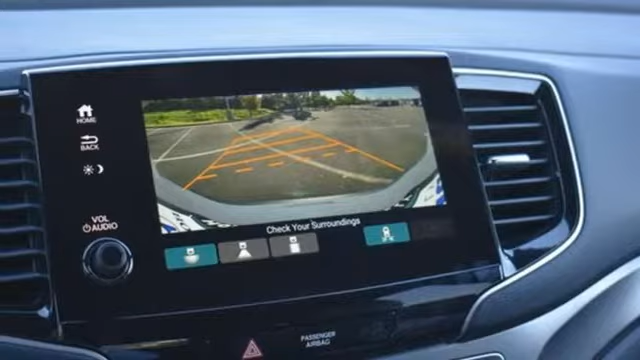 HOME
BACK
VOL
AUDIO
Check Your Surroundings
PASSENGER
AIRBAG